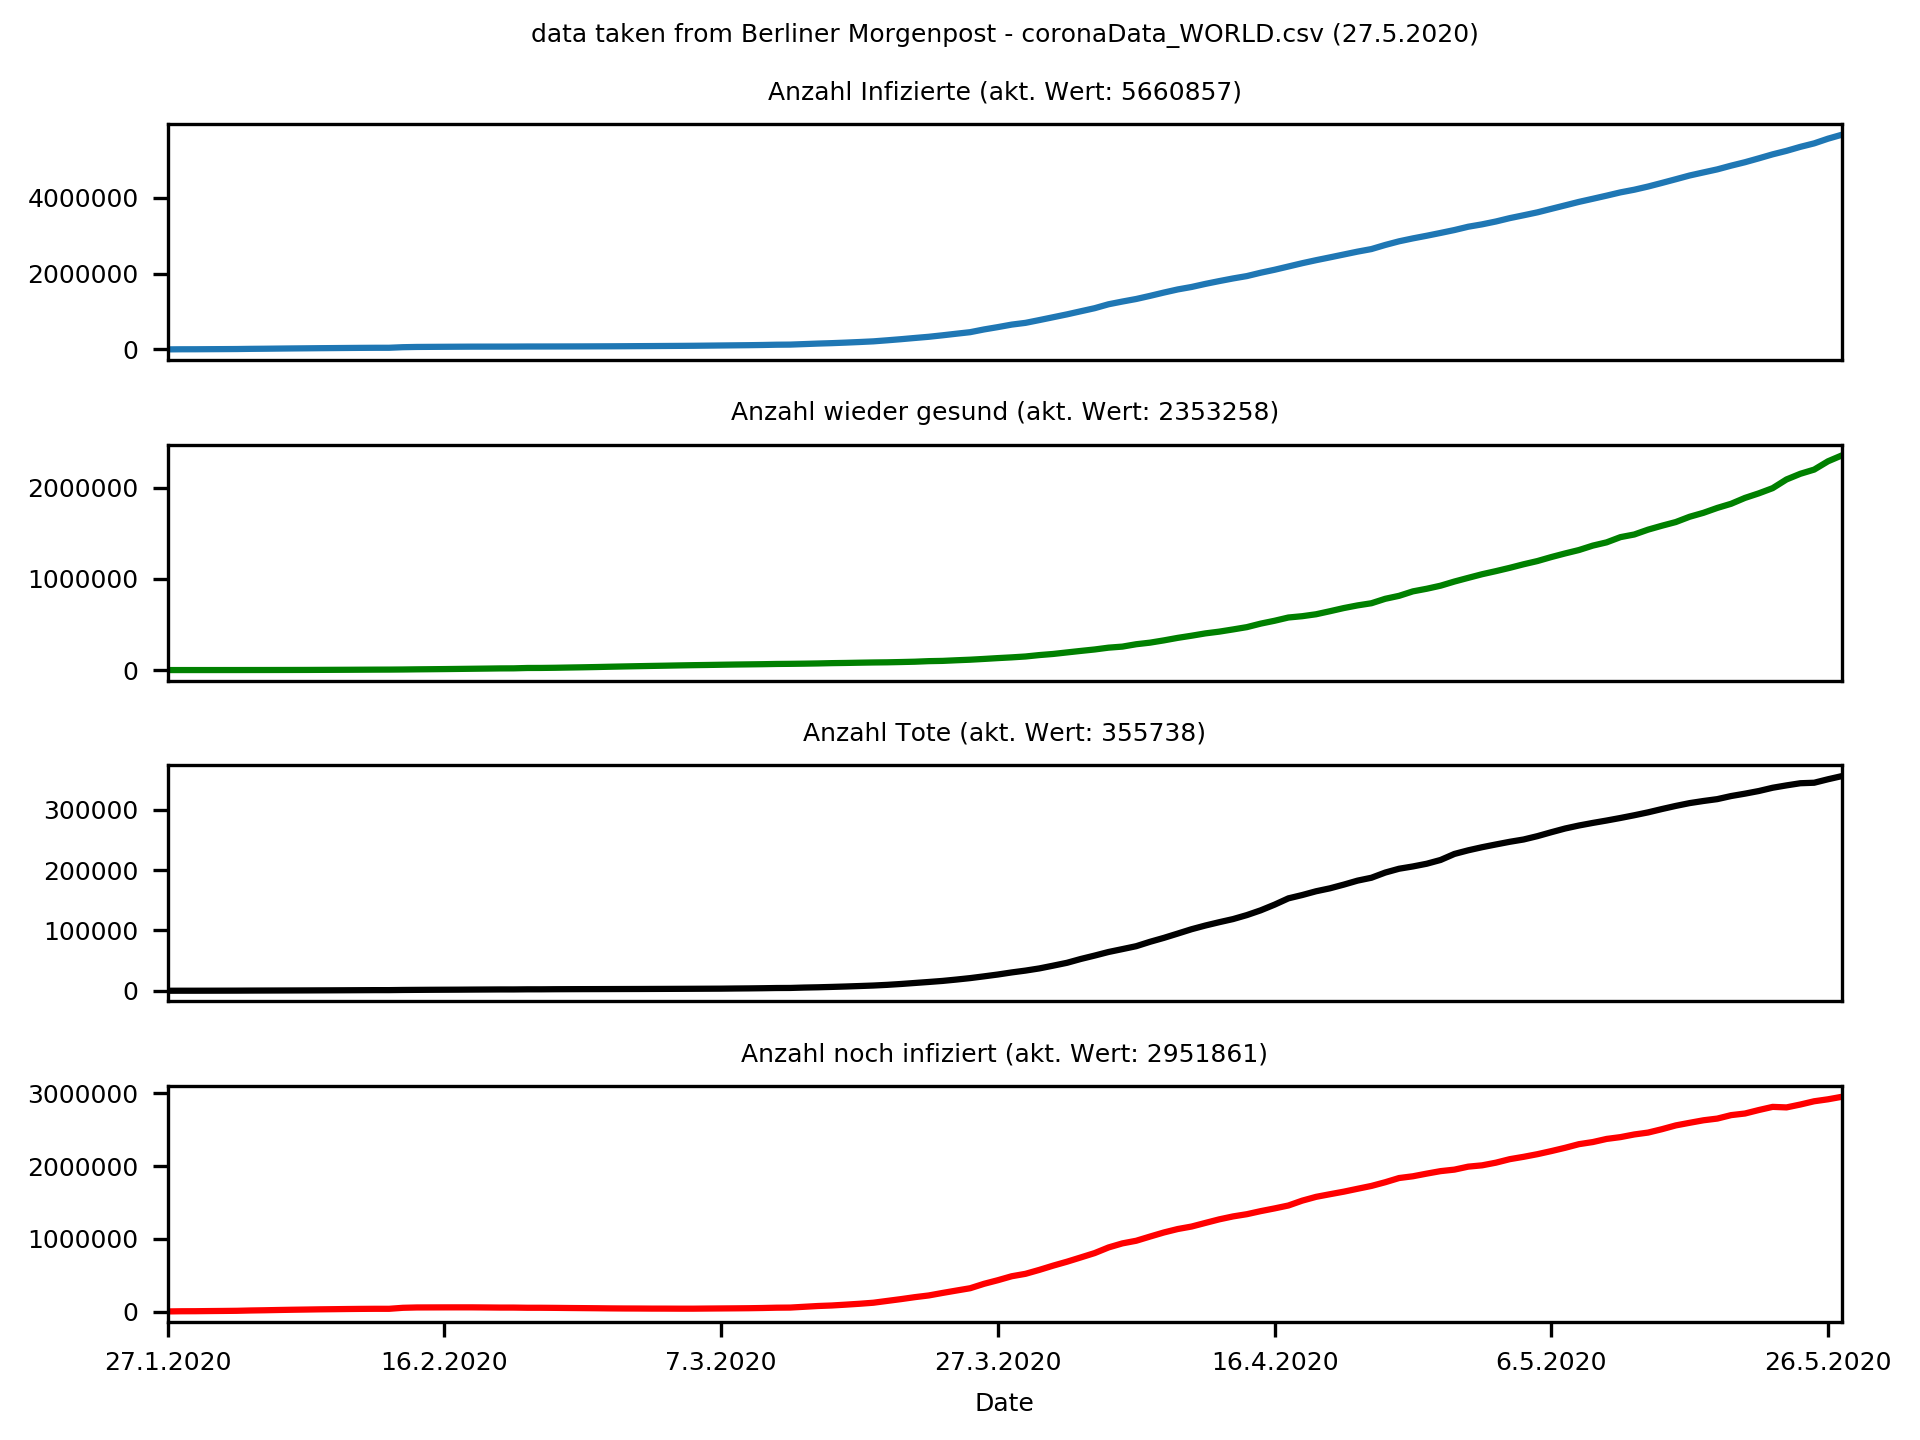 data taken from Berliner Morgenpost - coronaData_WORLD.csv (27.5.2020)
Anzahl Infizierte (akt. Wert: 5660857)
4000000
2000000
0
Anzahl wieder gesund (akt. Wert: 2353258)
2000000
1000000
0
Anzahl Tote (akt. Wert: 355738)
300000
200000
100000
0
Anzahl noch infiziert (akt. Wert: 2951861)
3000000
2000000
1000000
0
27.1.2020 16.2.2020 7.3.2020 27.3.2020 16.4.2020 6.5.2020 26.5.2020
Date